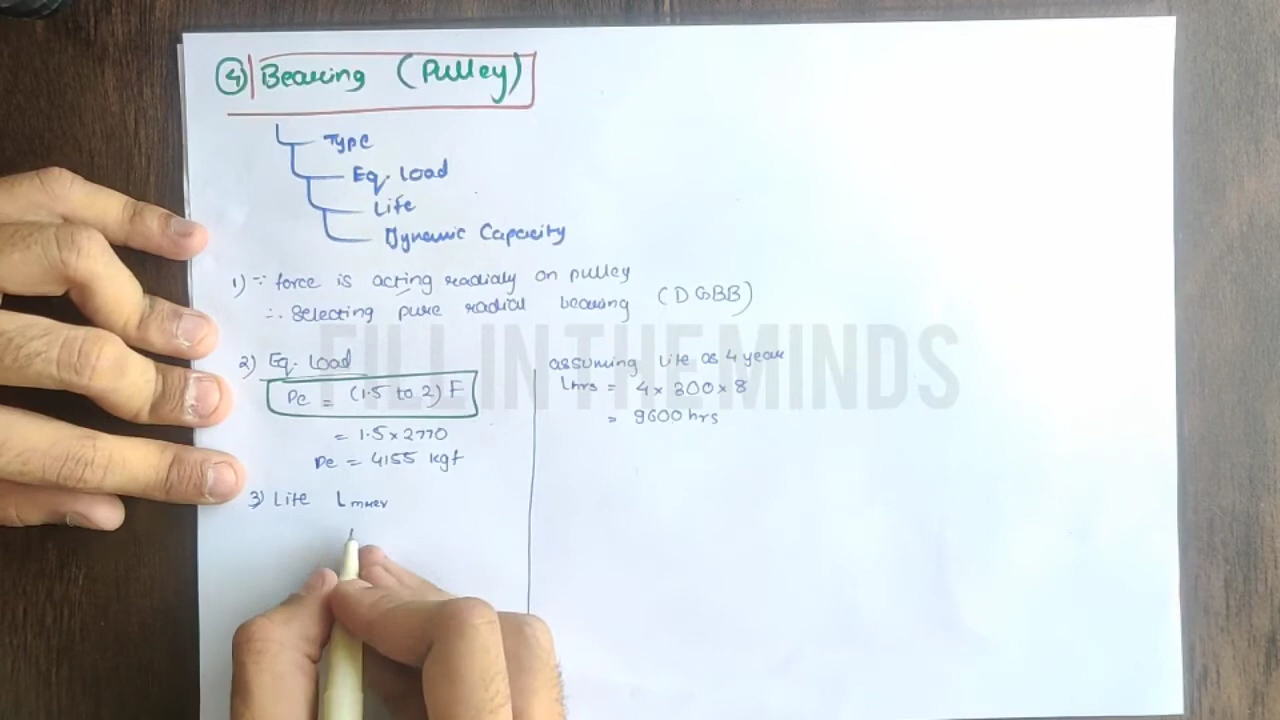 4 Bearing (Pulley)
Type
Eq. load
Life
Dynamic Capacity
1) ∵ force is acting radialy on pulley
∴ Selecting pure radial bearing (DGBB)
FILL IN THE MINDS
2) Eq. Load
Pe = (1.5 to 2) F
= 1.5 x 2770
Pe = 4155 kgf
3) Life Lmrev
assuming life as 4 year
Lhrs = 4 x 300 x 8
= 9600 hrs